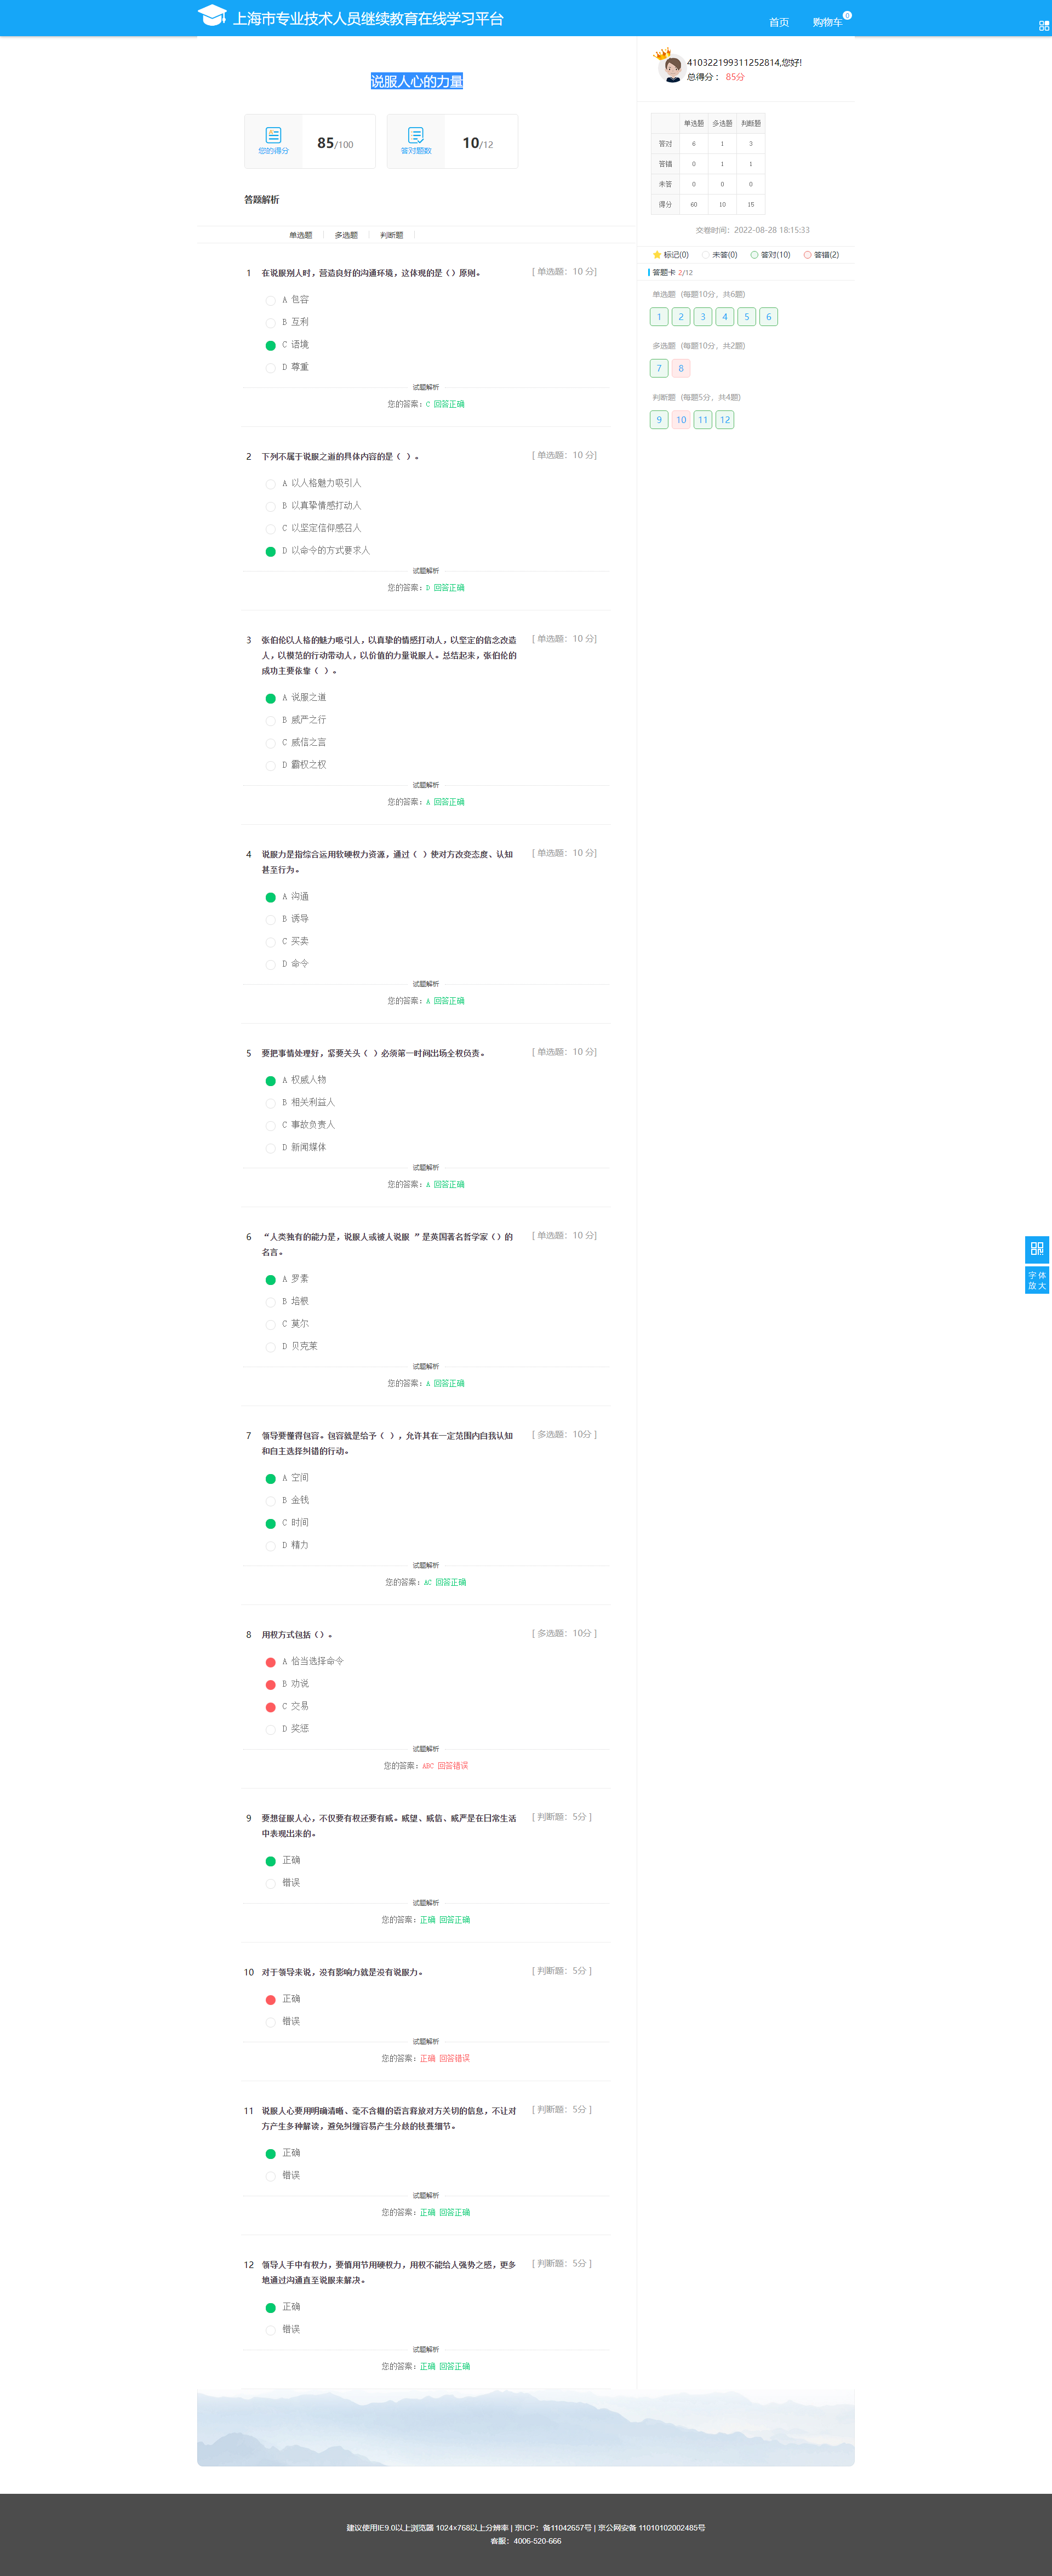 上海市专业技术人员继续教育在线学习平台
首页
购物车
0
说服人心的力量
您的得分
85/100
答对题数
10/12
答题解析
单选题 多选题 判断题
1 在说服别人时，营造良好的沟通环境，这体现的是（）原则。
[ 单选题：10 分]
A 包容
B 互利
C 语境
D 尊重
试题解析
您的答案：C 回答正确
2 下列不属于说服之道的具体内容的是（ ）。
[ 单选题：10 分]
A 以人格魅力吸引人
B 以真挚情感打动人
C 以坚定信仰感召人
D 以命令的方式要求人
试题解析
您的答案：D 回答正确
3 张伯伦以人格的魅力吸引人，以真挚的情感打动人，以坚定的信念改造
人，以模范的行动带动人，以价值的力量说服人。总结起来，张伯伦的
成功主要依靠（ ）。
[ 单选题：10 分]
A 说服之道
B 威严之行
C 威信之言
D 霸权之权
试题解析
您的答案：A 回答正确
4 说服力是指综合运用软硬权力资源，通过（ ）使对方改变态度、认知
甚至行为。
[ 单选题：10 分]
A 沟通
B 诱导
C 买卖
D 命令
试题解析
您的答案：A 回答正确
5 要把事情处理好，紧要关头（ ）必须第一时间出场全权负责。
[ 单选题：10 分]
A 权威人物
B 相关利益人
C 事故负责人
D 新闻媒体
试题解析
您的答案：A 回答正确
6 “人类独有的能力是，说服人或被人说服 ”是英国著名哲学家（）的
名言。
[ 单选题：10 分]
A 罗素
B 培根
C 莫尔
D 贝克莱
试题解析
您的答案：A 回答正确
7 领导要懂得包容。包容就是给予（ ），允许其在一定范围内自我认知
和自主选择纠错的行动。
[ 多选题：10分 ]
A 空间
B 金钱
C 时间
D 精力
试题解析
您的答案：AC 回答正确
8 用权方式包括（）。
[ 多选题：10分 ]
A 恰当选择命令
B 劝说
C 交易
D 奖惩
试题解析
您的答案：ABC 回答错误
9 要想征服人心，不仅要有权还要有威。威望、威信、威严是在日常生活
中表现出来的。
[ 判断题：5分 ]
正确
错误
试题解析
您的答案：正确 回答正确
10 对于领导来说，没有影响力就是没有说服力。
[ 判断题：5分 ]
正确
错误
试题解析
您的答案：正确 回答错误
11 说服人心要用明确清晰、毫不含糊的语言释放对方关切的信息，不让对
方产生多种解读，避免纠缠容易产生分歧的枝蔓细节。
[ 判断题：5分 ]
正确
错误
试题解析
您的答案：正确 回答正确
12 领导人手中有权力，要慎用节用硬权力，用权不能给人强势之感，更多
地通过沟通直至说服来解决。
[ 判断题：5分 ]
正确
错误
试题解析
您的答案：正确 回答正确
410322199311252814,您好!
总得分： 85分
单选题 多选题 判断题
答对 6 1 3
答错 0 1 1
未答 0 0 0
得分 60 10 15
交卷时间：2022-08-28 18:15:33
标记(0) 未答(0) 答对(10) 答错(2)
答题卡 2/12
单选题 (每题10分，共6题)
1 2 3 4 5 6
多选题 (每题10分，共2题)
7 8
判断题 (每题5分，共4题)
9 10 11 12
字体
放大
建议使用IE9.0以上浏览器 1024×768以上分辨率 | 京ICP：备11042657号 | 京公网安备 11010102002485号
客服：4006-520-666